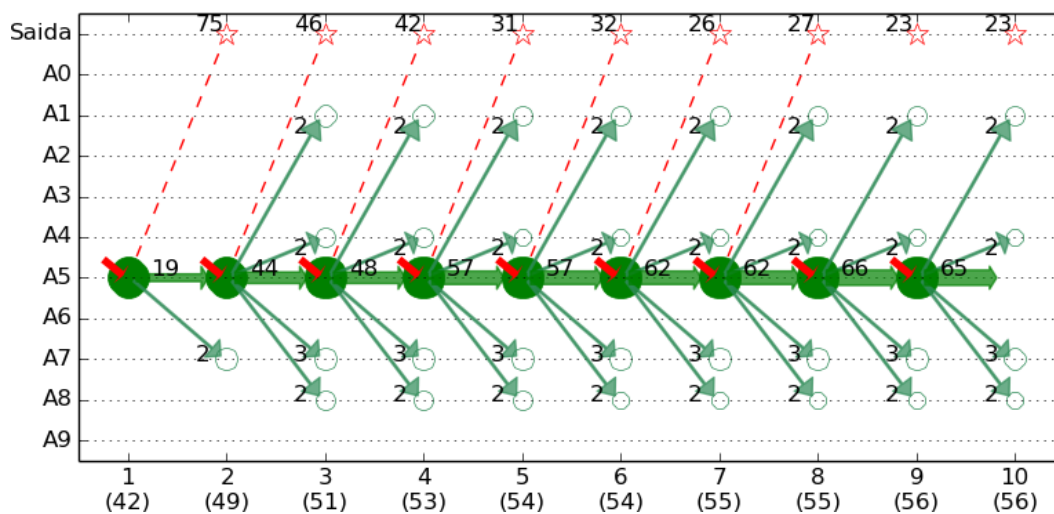 Saida 75 46 42 31 32 26 27 23 23
A0
A1 2 2 2 2 2 2 2 2
A2
A3
A4 2 2 2 2 2 2 2 2
A5 19 44 48 57 57 62 62 66 65
A6
A7 2 3 3 3 3 3 3 3 3
A8 2 2 2 2 2 2 2 2
A9
1 2 3 4 5 6 7 8 9 10
(42) (49) (51) (53) (54) (54) (55) (55) (56) (56)